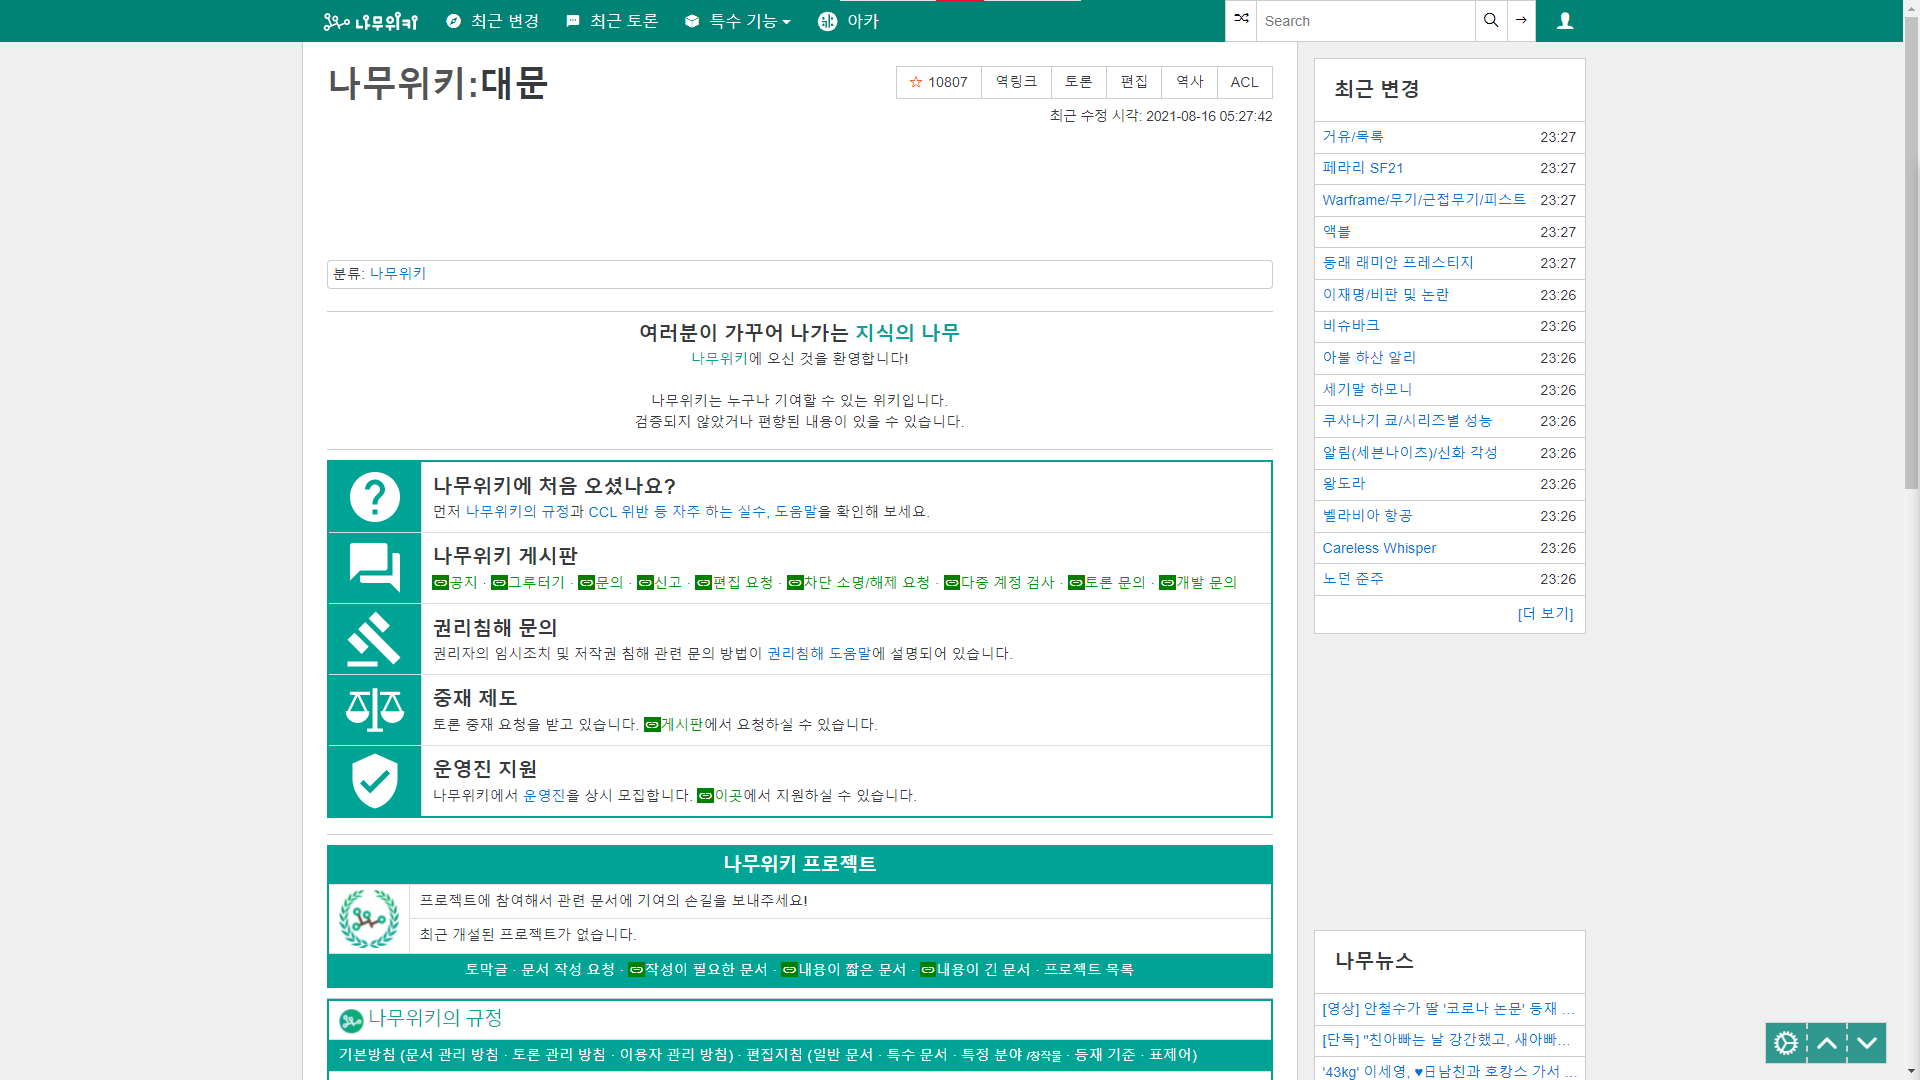 나무위키 최근 변경 최근 토론 특수 기능 아카 Search
나무위키:대문
10807 역링크 토론 편집 역사 ACL
최근 수정 시각: 2021-08-16 05:27:42
분류: 나무위키
여러분이 가꾸어 나가는 지식의 나무
나무위키에 오신 것을 환영합니다!
나무위키는 누구나 기여할 수 있는 위키입니다.
검증되지 않았거나 편향된 내용이 있을 수 있습니다.
나무위키에 처음 오셨나요?
먼저 나무위키의 규정과 CCL 위반 등 자주 하는 실수, 도움말을 확인해 보세요.
나무위키 게시판
공지 · 그루터기 · 문의 · 신고 · 편집 요청 · 차단 소명/해제 요청 · 다중 계정 검사 · 토론 문의 · 개발 문의
권리침해 문의
권리자의 임시조치 및 저작권 침해 관련 문의 방법이 권리침해 도움말에 설명되어 있습니다.
중재 제도
토론 중재 요청을 받고 있습니다. 게시판에서 요청하실 수 있습니다.
운영진 지원
나무위키에서 운영진을 상시 모집합니다. 이곳에서 지원하실 수 있습니다.
나무위키 프로젝트
프로젝트에 참여해서 관련 문서에 기여의 손길을 보내주세요!
최근 개설된 프로젝트가 없습니다.
토막글 · 문서 작성 요청 · 작성이 필요한 문서 · 내용이 짧은 문서 · 내용이 긴 문서 · 프로젝트 목록
나무위키의 규정
기본방침 (문서 관리 방침 · 토론 관리 방침 · 이용자 관리 방침) · 편집지침 (일반 문서 · 특수 문서 · 특정 분야 /창작물 · 등재 기준 · 표제어)
최근 변경
거유/목록 23:27
페라리 SF21 23:27
Warframe/무기/근접무기/피스트 23:27
액블 23:27
동래 래미안 프레스티지 23:27
이재명/비판 및 논란 23:26
비슈바크 23:26
아불 하산 알리 23:26
세기말 하모니 23:26
쿠사나기 쿄/시리즈별 성능 23:26
알림(세븐나이츠)/신화 각성 23:26
왕도라 23:26
벨라비아 항공 23:26
Careless Whisper 23:26
노던 준주 23:26
[더 보기]
나무뉴스
[영상] 안철수가 딸 '코로나 논문' 등재 ...
[단독] "친아빠는 날 강간했고, 새아빠...
'43kg' 이세영, ♥日남친과 호캉스 가서 ...